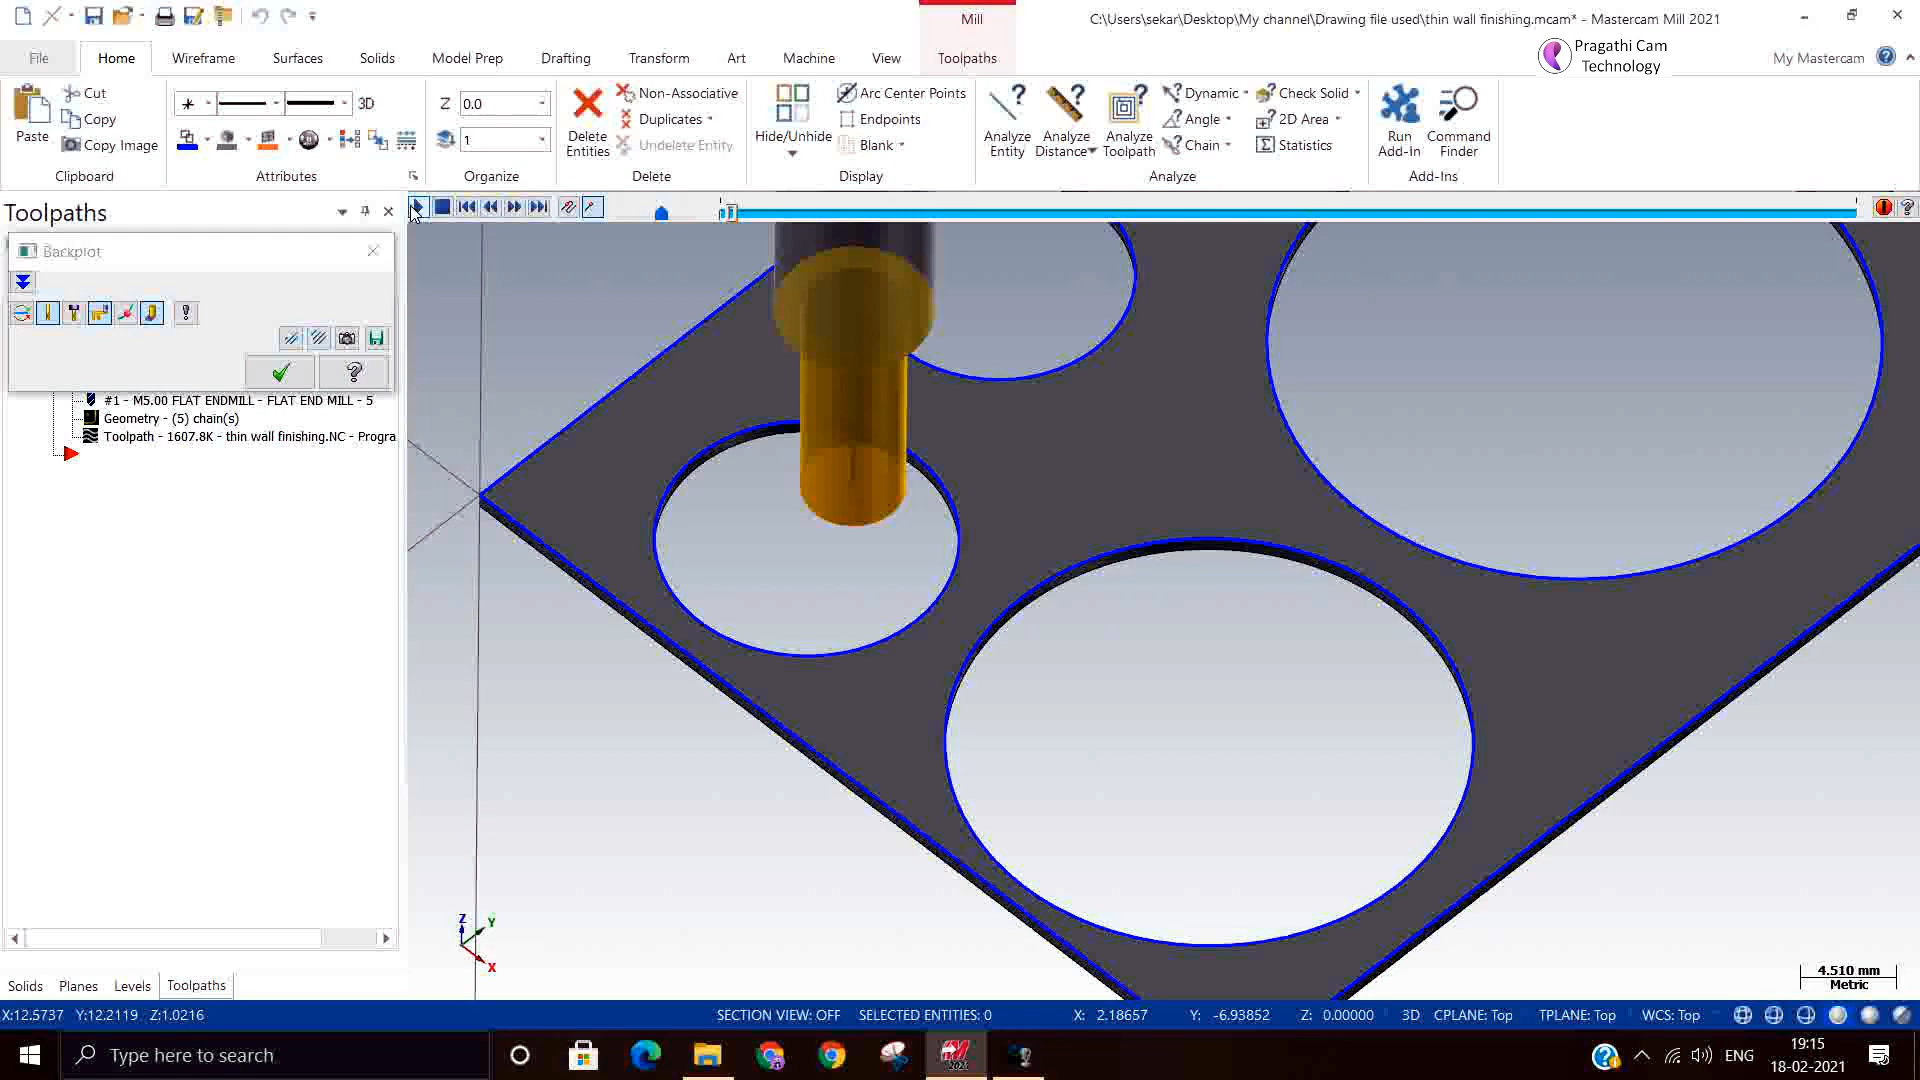 Mill
C:\Users\sekar\Desktop\My channel\Drawing file used\thin wall finishing.mcam* - Mastercam Mill 2021
File
Home
Wireframe
Surfaces
Solids
Model Prep
Drafting
Transform
Art
Machine
View
Toolpaths
Pragathi Cam
Technology
My Mastercam
Paste
Cut
Copy
Copy Image
Clipboard
3D
Attributes
Z 0.0
1
Organize
Delete
Entities
Non-Associative
Duplicates
Undelete Entity
Delete
Hide/Unhide
Arc Center Points
Endpoints
Blank
Display
Analyze
Entity
Analyze
Distance
Analyze
Toolpath
Dynamic
Angle
Chain
Check Solid
2D Area
Statistics
Analyze
Run
Add-In
Command
Finder
Add-Ins
Toolpaths
Backplot
#1 - M5.00 FLAT ENDMILL - FLAT END MILL - 5
Geometry - (5) chain(s)
Toolpath - 1607.8K - thin wall finishing.NC - Progra
Z
Y
X
4.510 mm
Metric
Solids
Planes
Levels
Toolpaths
X:12.5737 Y:12.2119 Z:1.0216
SECTION VIEW: OFF
SELECTED ENTITIES: 0
X: 2.18657
Y: -6.93852
Z: 0.00000
3D
CPLANE: Top
TPLANE: Top
WCS: Top
Type here to search
2021
ENG
19:15
18-02-2021